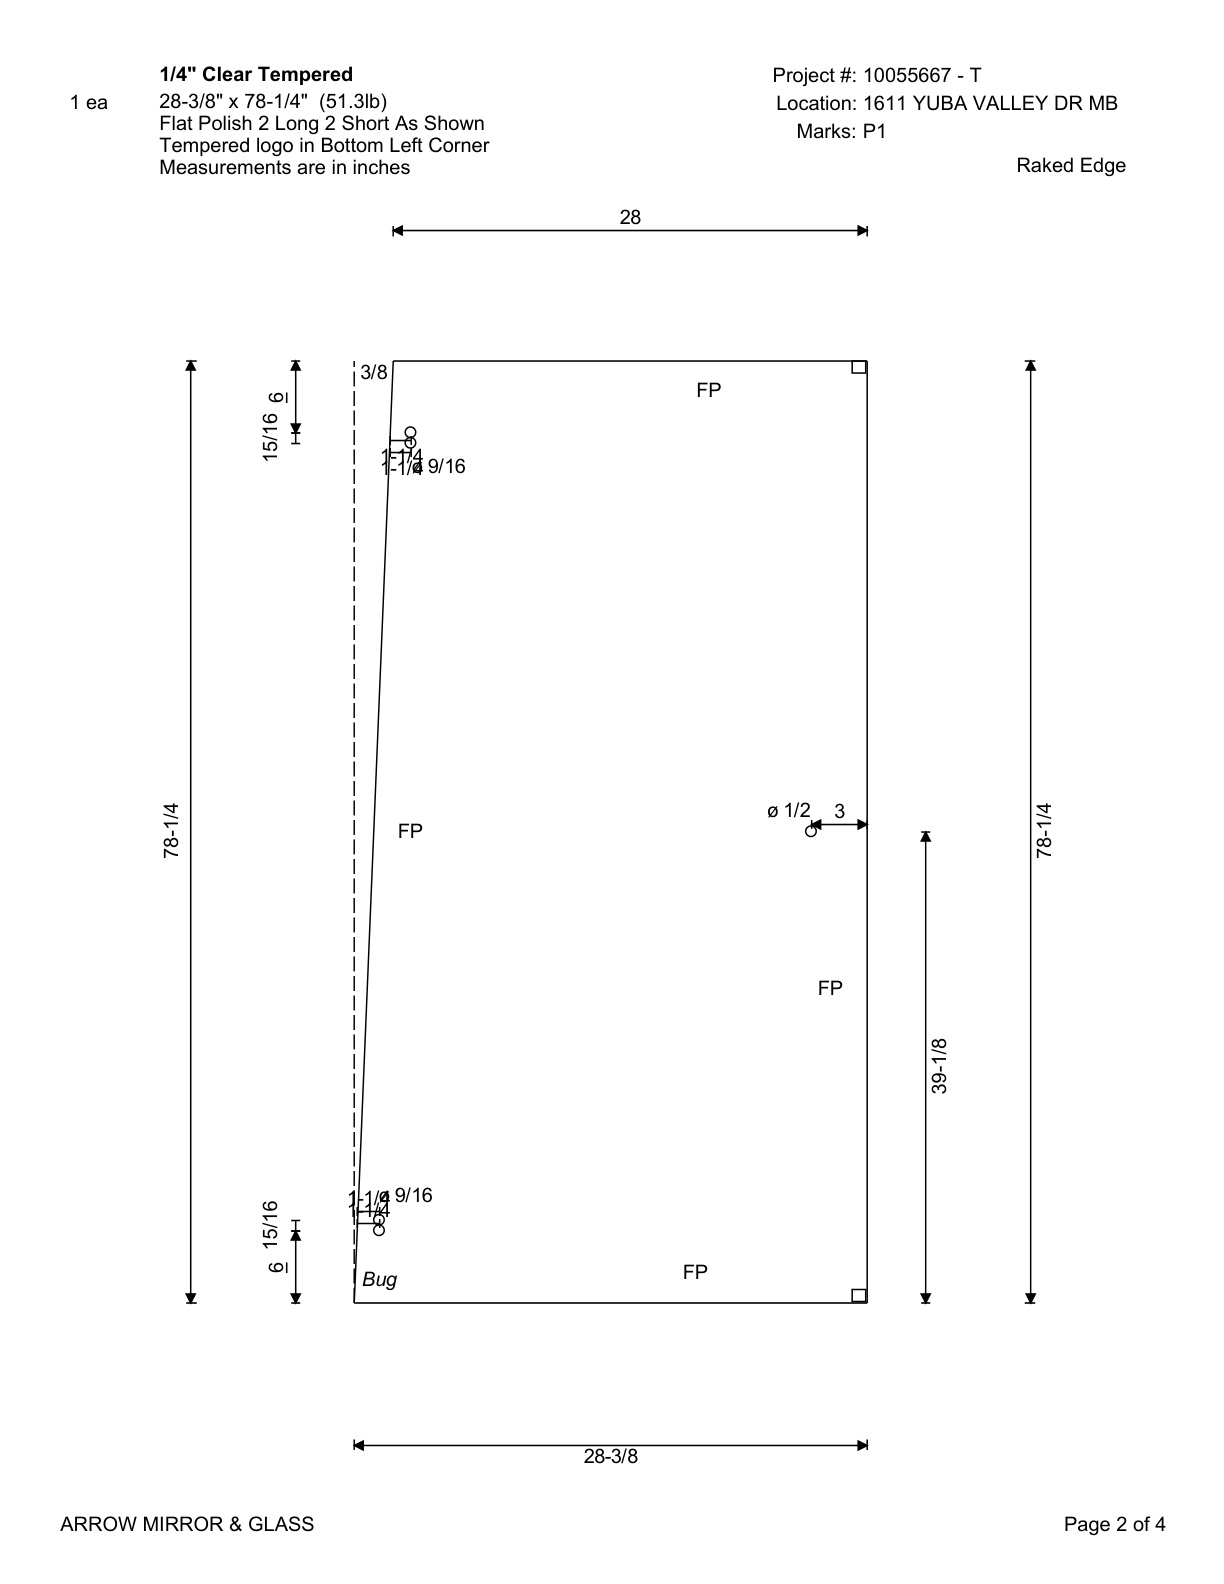 1/4" Clear Tempered
Project #: 10055667 - T
1 ea
28-3/8" x 78-1/4" (51.3lb)
Location: 1611 YUBA VALLEY DR MB
Flat Polish 2 Long 2 Short As Shown
Marks: P1
Tempered logo in Bottom Left Corner
Measurements are in inches
Raked Edge
28
3/8
FP
6
15/16
1-1/4
1-1/4
ø 9/16
78-1/4
FP
ø 1/2
3
78-1/4
FP
39-1/8
1-1/4
ø 9/16
1-1/4
15/16
6
Bug
FP
28-3/8
ARROW MIRROR & GLASS
Page 2 of 4